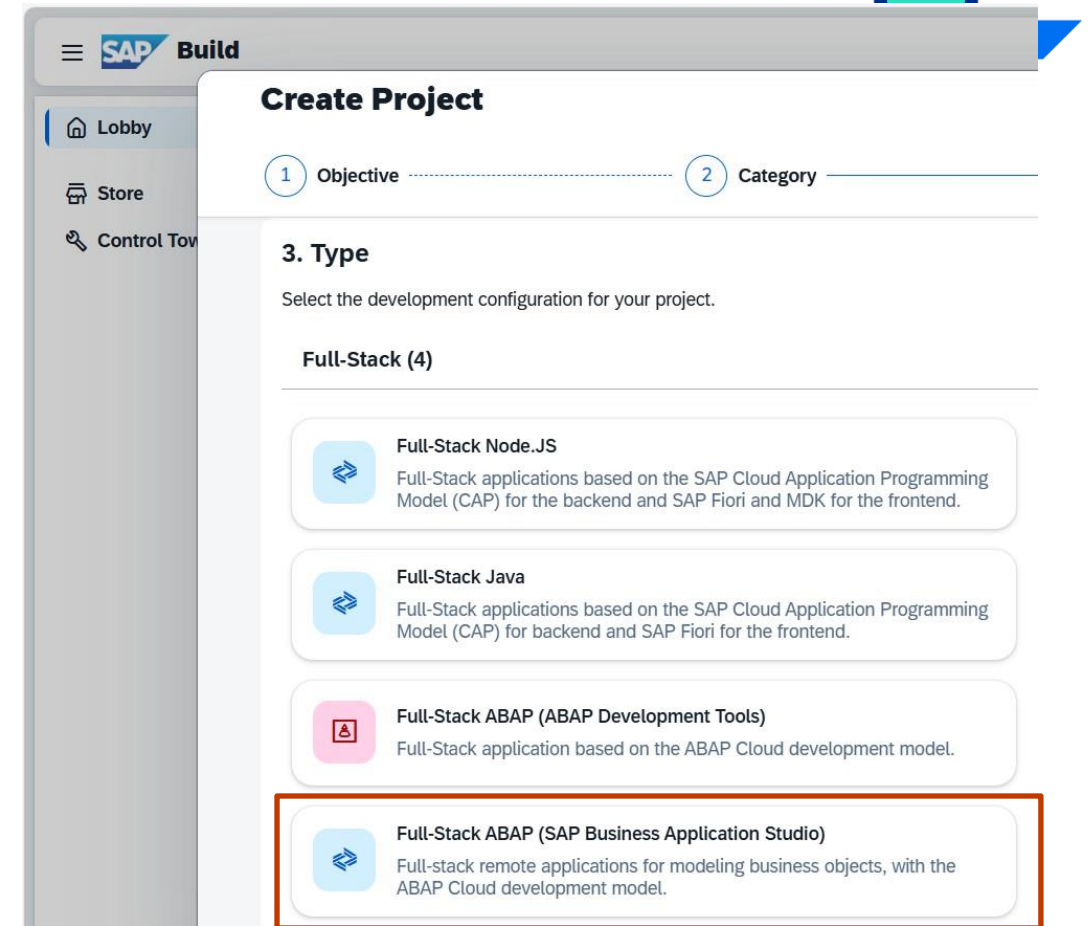 SAP Build
Create Project
Lobby
1 Objective
2 Category
Store
Control Tow
3. Type
Select the development configuration for your project.
Full-Stack (4)
Full-Stack Node.JS
Full-Stack applications based on the SAP Cloud Application Programming
Model (CAP) for the backend and SAP Fiori and MDK for the frontend.
Full-Stack Java
Full-Stack applications based on the SAP Cloud Application Programming
Model (CAP) for backend and SAP Fiori for the frontend.
Full-Stack ABAP (ABAP Development Tools)
Full-Stack application based on the ABAP Cloud development model.
Full-Stack ABAP (SAP Business Application Studio)
Full-stack remote applications for modeling business objects, with the
ABAP Cloud development model.